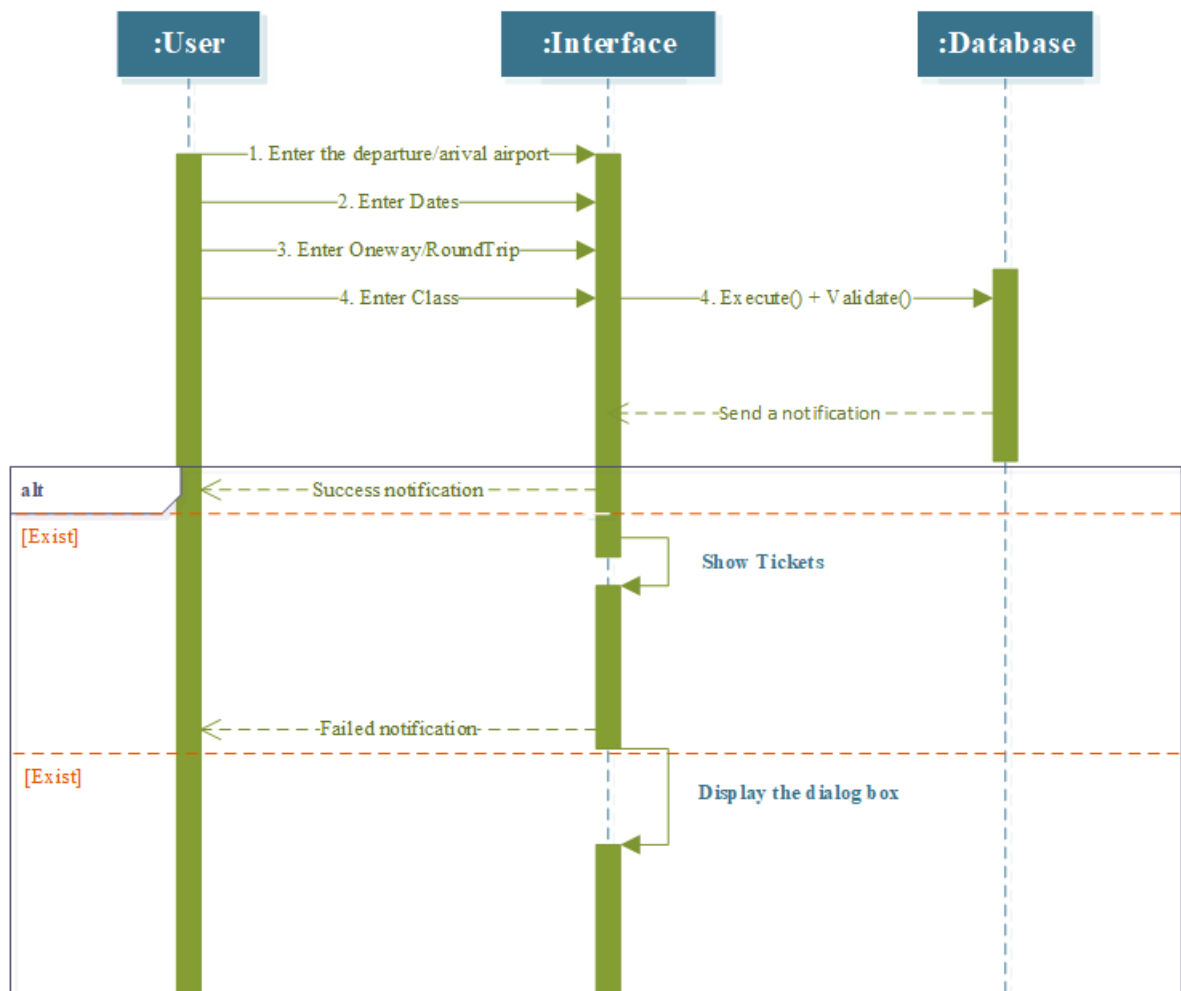 :User
:Interface
:Database
1. Enter the departure/arival airport
2. Enter Dates
3. Enter Oneway/RoundTrip
4. Enter Class
4. Execute() + Validate()
Send a notification
alt
Success notification
[Exist]
Show Tickets
Failed notification
[Exist]
Display the dialog box